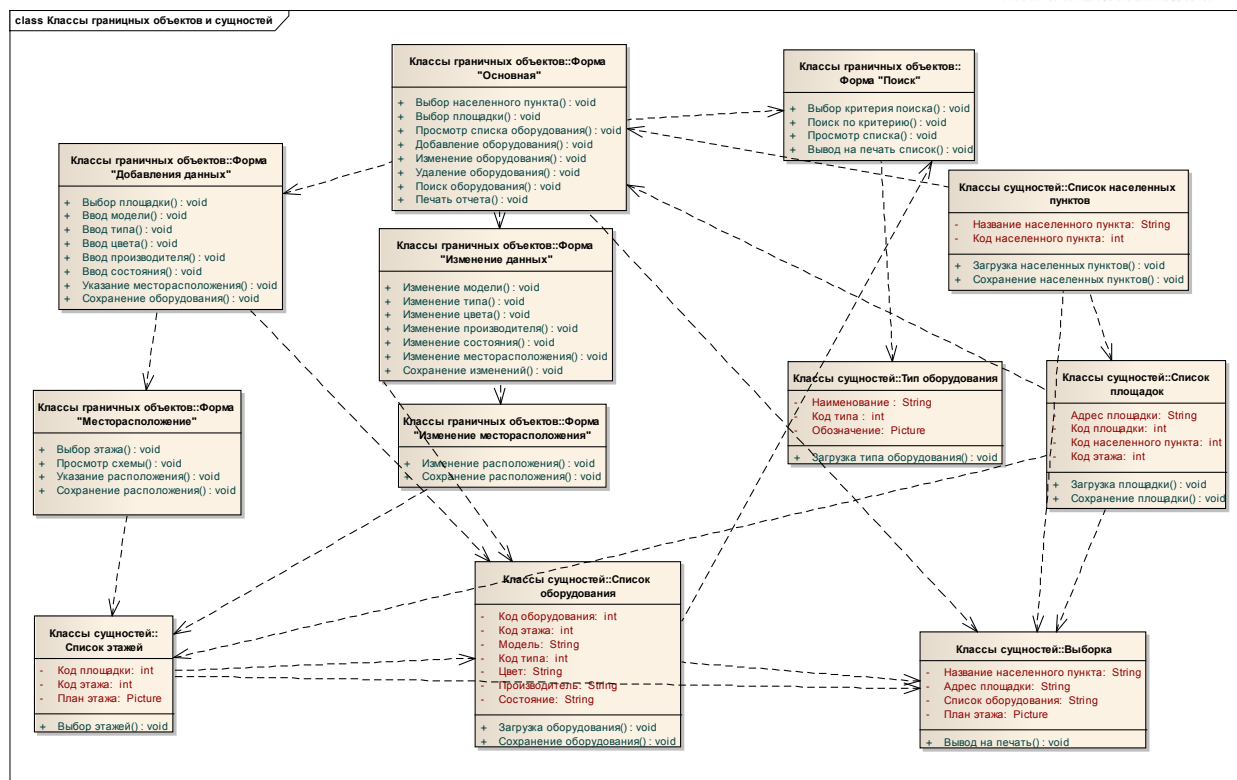 class Классы границных объектов и сущностей
Классы граничных объектов::Форма
"Основная"
+ Выбор населенного пункта() : void
+ Выбор площадки() : void
+ Просмотр списка оборудования() : void
+ Добавление оборудования() : void
+ Изменение оборудования() : void
+ Удаление оборудования() : void
+ Поиск оборудования() : void
+ Печать отчета() : void
Классы граничных объектов::
Форма "Поиск"
+ Выбор критерия поиска() : void
+ Поиск по критерию() : void
+ Просмотр списка() : void
+ Вывод на печать список() : void
Классы граничных объектов::Форма
"Добавления данных"
+ Выбор площадки() : void
+ Ввод модели() : void
+ Ввод типа() : void
+ Ввод цвета() : void
+ Ввод производителя() : void
+ Ввод состояния() : void
+ Указание месторасположения() : void
+ Сохранение оборудования() : void
Классы сущностей::Список населенных
пунктов
- Название населенного пункта: String
- Код населенного пункта: int
+ Загрузка населенных пунктов() : void
+ Сохранение населенных пунктов() : void
Классы граничных объектов::Форма
"Изменение данных"
+ Изменение модели() : void
+ Изменение типа() : void
+ Изменение цвета() : void
+ Изменение производителя() : void
+ Изменение состояния() : void
+ Изменение месторасположения() : void
+ Сохранение изменений() : void
Классы сущностей::Тип оборудования
- Наименование : String
- Код типа : int
- Обозначение: Picture
+ Загрузка типа оборудования() : void
Классы сущностей::Список
площадок
- Адрес площадки: String
- Код площадки: int
- Код населенного пункта: int
- Код этажа: int
+ Загрузка площадки() : void
+ Сохранение площадки() : void
Классы граничных объектов::Форма
"Месторасположение"
+ Выбор этажа() : void
+ Просмотр схемы() : void
+ Указание расположения() : void
+ Сохранение расположения() : void
Классы граничных объектов::Форма
"Изменение месторасположения"
+ Изменение расположения() : void
+ Сохранение расположения() : void
Классы сущностей::Список
оборудования
- Код оборудования: int
- Код этажа: int
- Модель: String
- Код типа: int
- Цвет: String
- Производитель: String
- Состояние: String
+ Загрузка оборудования() : void
+ Сохранение оборудования() : void
Классы сущностей::
Список этажей
- Код площадки: int
- Код этажа: int
- План этажа: Picture
+ Выбор этажей() : void
Классы сущностей::Выборка
- Название населенного пункта: String
- Адрес площадки: String
- Список оборудования: String
- План этажа: Picture
+ Вывод на печать() : void